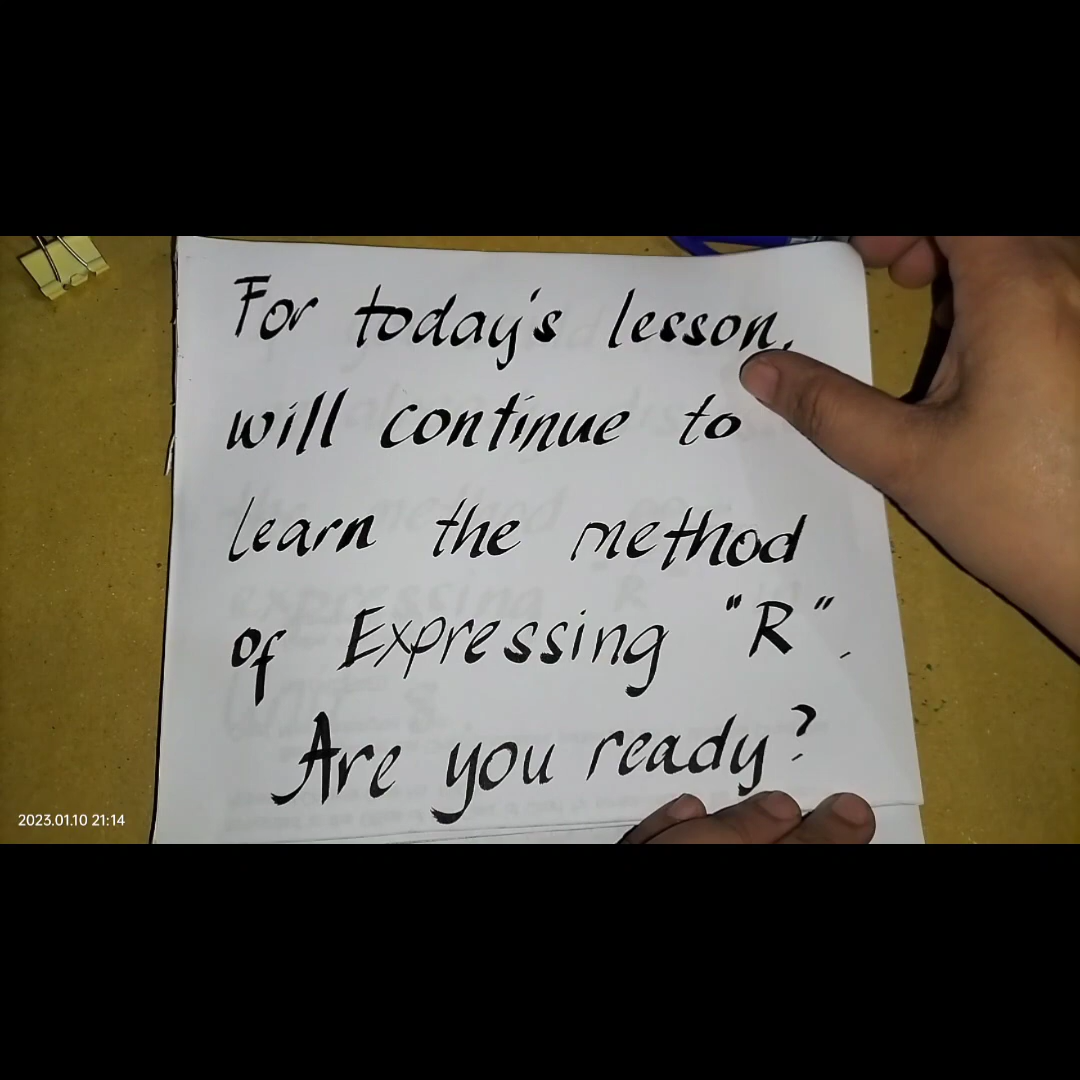 For today's lesson,
will continue to
learn the method
of Expressing "R".
Are you ready?
2023.01.10 21:14